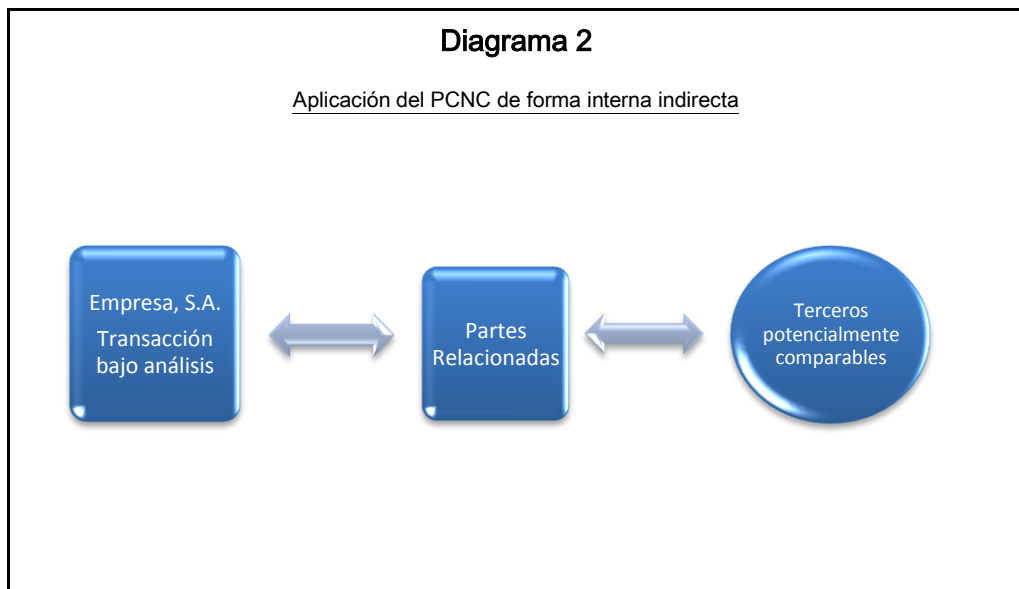 Diagrama 2
Aplicación del PCNC de forma interna indirecta
Empresa, S.A.
Transacción
bajo análisis
Partes
Relacionadas
Terceros
potencialmente
comparables